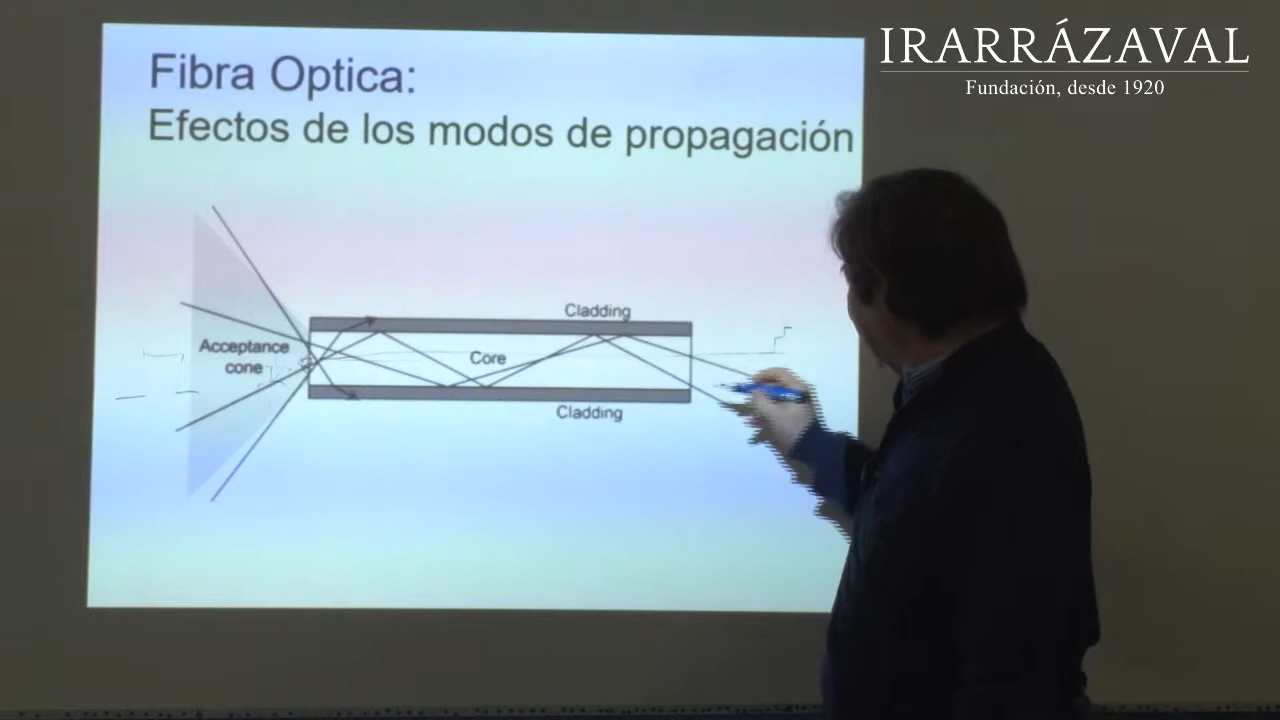 IRARRÁZAVAL
Fundación, desde 1920
Fibra Optica:
Efectos de los modos de propagación
Cladding
Acceptance
cone
Core
Cladding